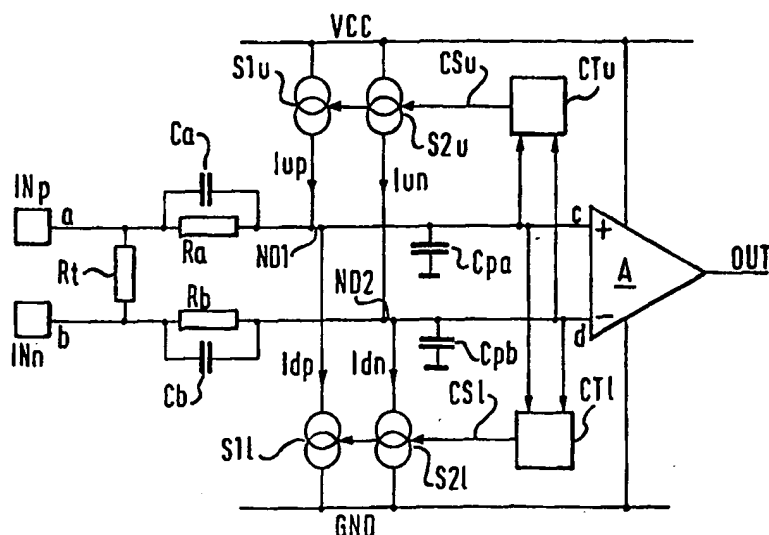 VCC
S1u
CSu
CTu
S2u
Ca
Iup
Iun
INp
a
Ra
ND1
c
+
Cpa
A
OUT
Rt
Rb
ND2
INn
b
d
−
Cb
Idp
Idn
Cpb
CSl
CTl
S1l
S2l
GND